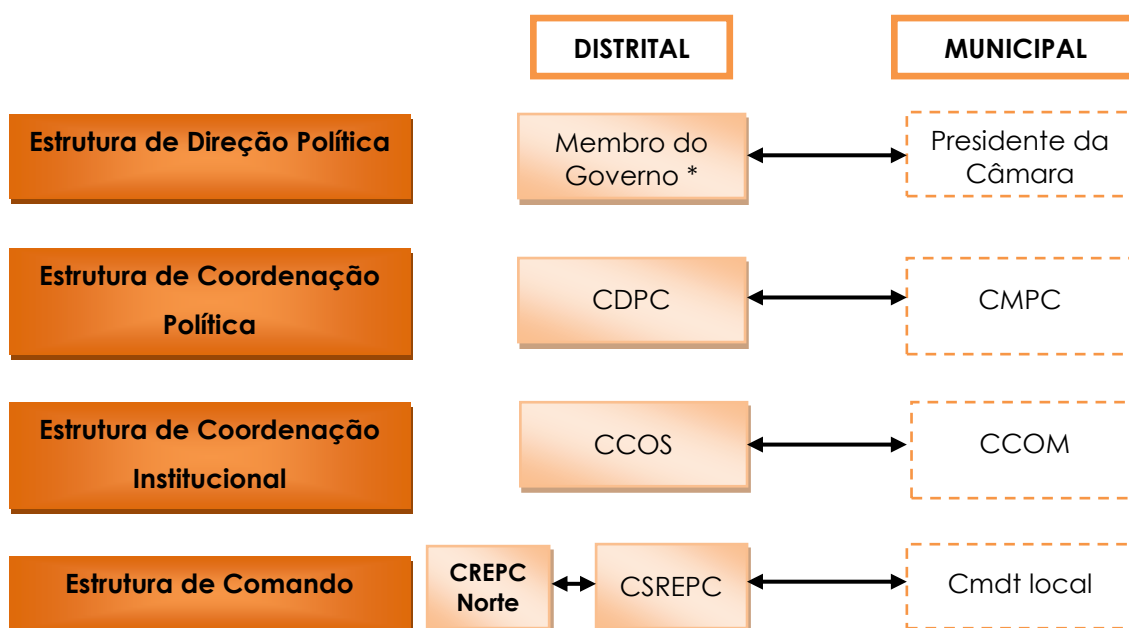 DISTRITAL
MUNICIPAL
Estrutura de Direção Política
Membro do
Governo *
Presidente da
Câmara
Estrutura de Coordenação
Política
CDPC
CMPC
Estrutura de Coordenação
Institucional
CCOS
CCOM
Estrutura de Comando
CREPC
Norte
CSREPC
Cmdt local